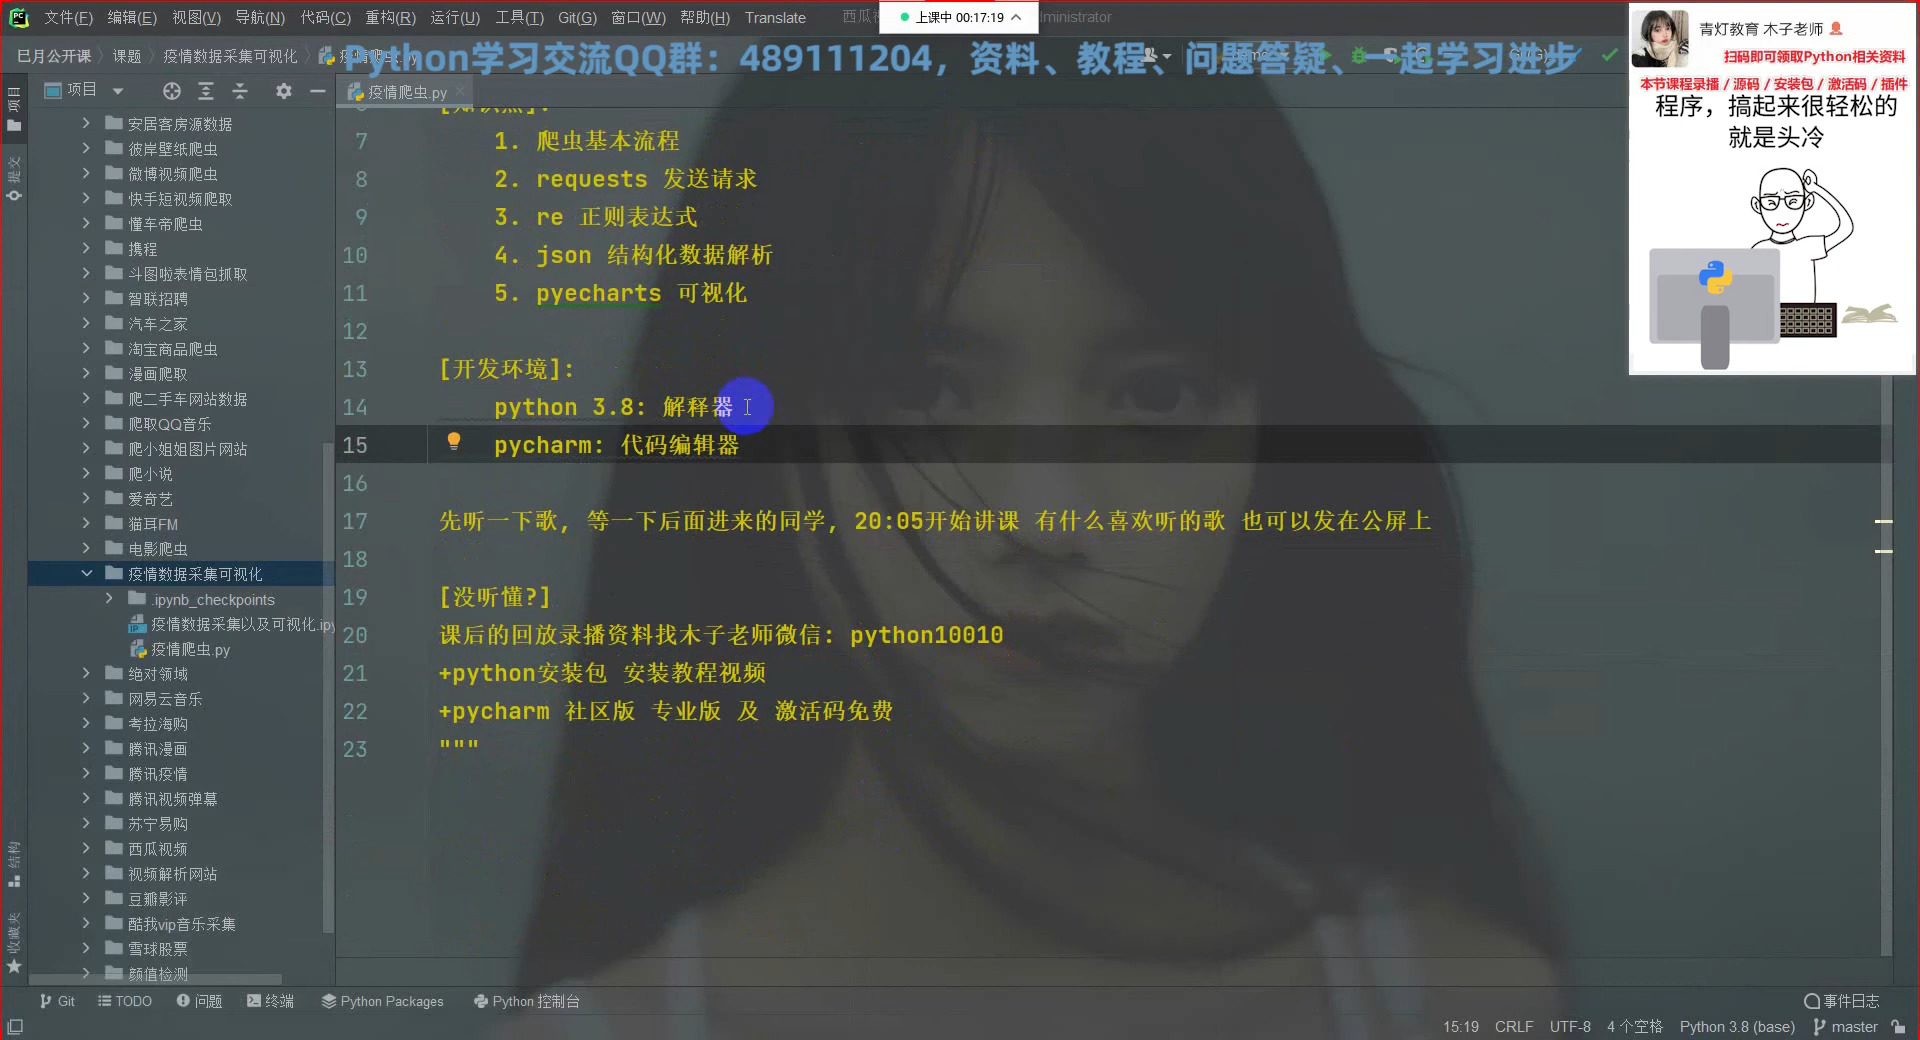 文件(F) 编辑(E) 视图(V) 导航(N) 代码(C) 重构(R) 运行(U) 工具(T) Git(G) 窗口(W) 帮助(H) Translate
上课中 00:17:19
dministrator
巳月公开课 课题 疫情数据采集可视化
Python学习交流QQ群：489111204，资料、教程、问题答疑、一起学习进步
青灯教育 木子老师
扫码即可领取Python相关资料
本节课程录播 / 源码 / 安装包 / 激活码 / 插件
程序，搞起来很轻松的
就是头冷
项目
提交
结构
收藏夹
项目
安居客房源数据
彼岸壁纸爬虫
微博视频爬虫
快手短视频爬取
懂车帝爬虫
携程
斗图啦表情包抓取
智联招聘
汽车之家
淘宝商品爬虫
漫画爬取
爬二手车网站数据
爬取QQ音乐
爬小姐姐图片网站
爬小说
爱奇艺
猫耳FM
电影爬虫
疫情数据采集可视化
.ipynb_checkpoints
疫情数据采集以及可视化.ipy
疫情爬虫.py
绝对领域
网易云音乐
考拉海购
腾讯漫画
腾讯疫情
腾讯视频弹幕
苏宁易购
西瓜视频
视频解析网站
豆瓣影评
酷我vip音乐采集
雪球股票
颜值检测
疫情爬虫.py
[知识点]:
7 1. 爬虫基本流程
8 2. requests 发送请求
9 3. re 正则表达式
10 4. json 结构化数据解析
11 5. pyecharts 可视化
12
13 [开发环境]:
14 python 3.8: 解释器
15 pycharm: 代码编辑器
16
17 先听一下歌, 等一下后面进来的同学, 20:05开始讲课 有什么喜欢听的歌 也可以发在公屏上
18
19 [没听懂?]
20 课后的回放录播资料找木子老师微信: python10010
21 +python安装包 安装教程视频
22 +pycharm 社区版 专业版 及 激活码免费
23 """
Git TODO 问题 终端 Python Packages Python 控制台 事件日志
15:19 CRLF UTF-8 4 个空格 Python 3.8 (base) master